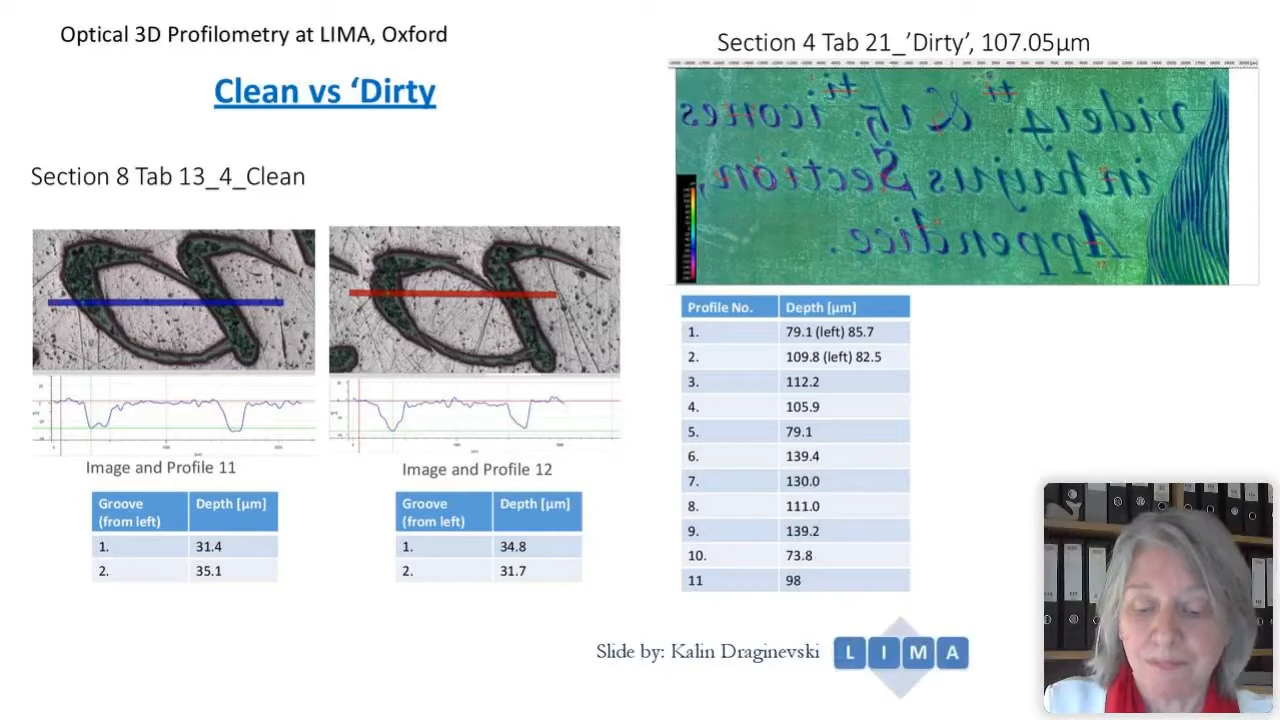 Optical 3D Profilometry at LIMA, Oxford
Clean vs ‘Dirty
Section 8 Tab 13_4_Clean
Image and Profile 11
Groove (from left) Depth [µm]
1. 31.4
2. 35.1
Image and Profile 12
Groove (from left) Depth [µm]
1. 34.8
2. 31.7
Section 4 Tab 21_’Dirty’, 107.05µm
videis. & 15. icones
in hujus Section,
Appendice.
Profile No. Depth [µm]
1. 79.1 (left) 85.7
2. 109.8 (left) 82.5
3. 112.2
4. 105.9
5. 79.1
6. 139.4
7. 130.0
8. 111.0
9. 139.2
10. 73.8
11 98
Slide by: Kalin Draginevski
L I M A